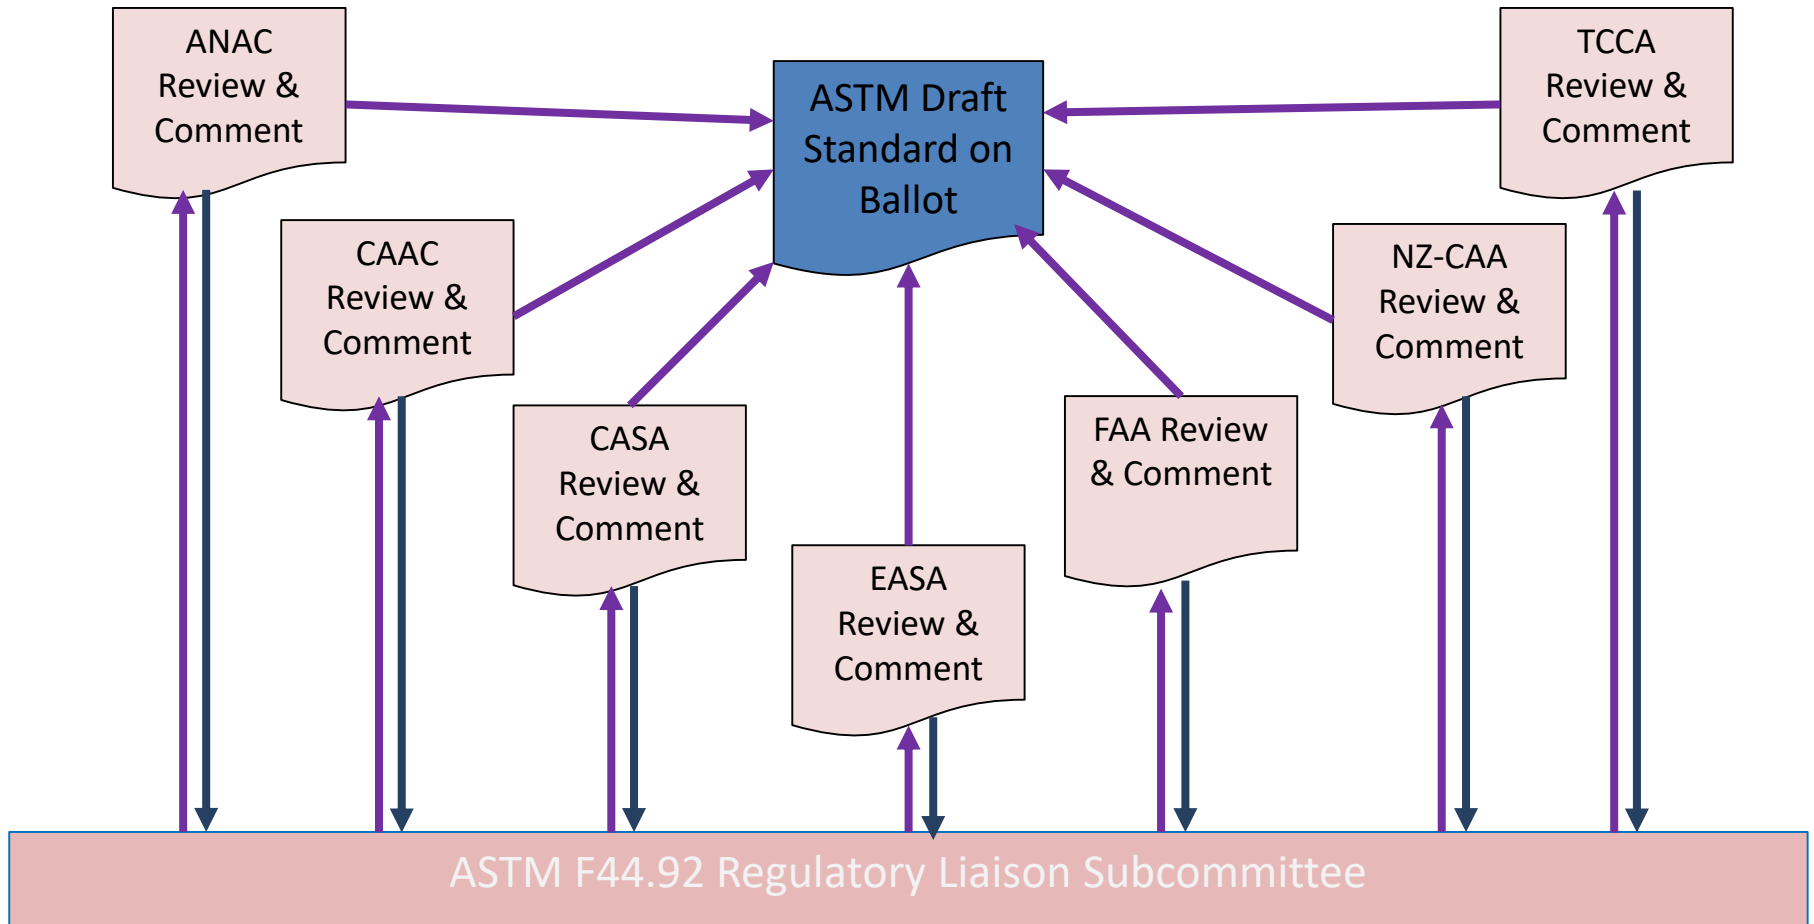 ANAC
Review &
Comment
ASTM Draft
Standard on
Ballot
TCCA
Review &
Comment
CAAC
Review &
Comment
NZ-CAA
Review &
Comment
CASA
Review &
Comment
FAA Review
& Comment
EASA
Review &
Comment
ASTM F44.92 Regulatory Liaison Subcommittee